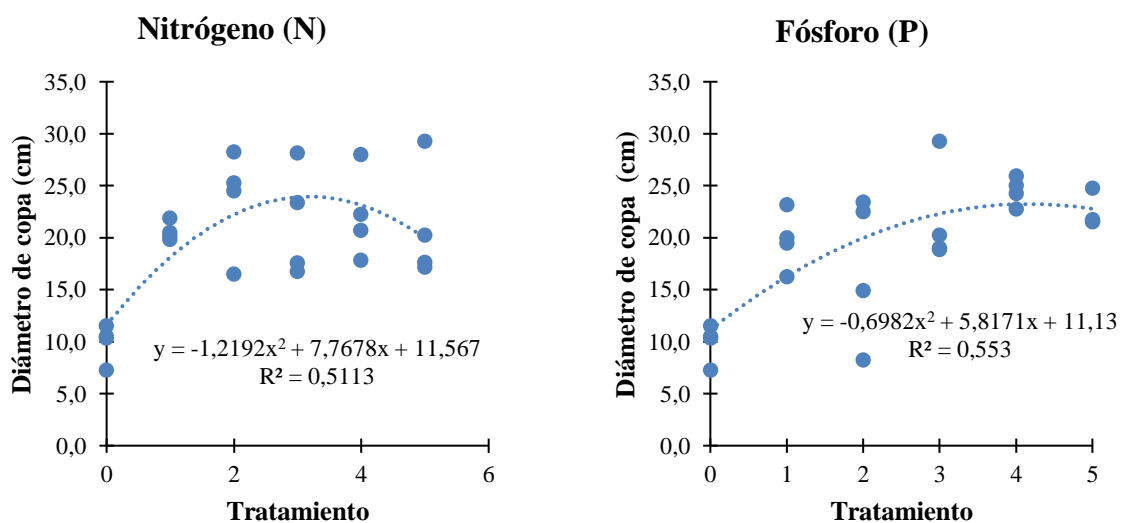 Nitrógeno (N)
Diámetro de copa (cm)
35,0
30,0
25,0
20,0
15,0
10,0
5,0
0,0
y = -1,2192x² + 7,7678x + 11,567
R² = 0,5113
0 2 4 6
Tratamiento
Fósforo (P)
Diámetro de copa (cm)
35,0
30,0
25,0
20,0
15,0
10,0
5,0
0,0
y = -0,6982x² + 5,8171x + 11,13
R² = 0,553
0 1 2 3 4 5
Tratamiento